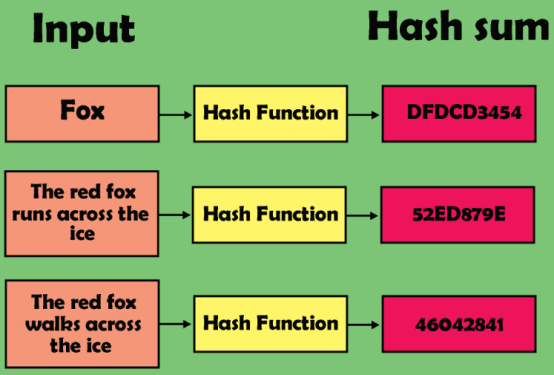 Input
Hash sum
Fox
Hash Function
DFDCD3454
The red fox
runs across the
ice
Hash Function
52ED879E
The red fox
walks across
the ice
Hash Function
46042841